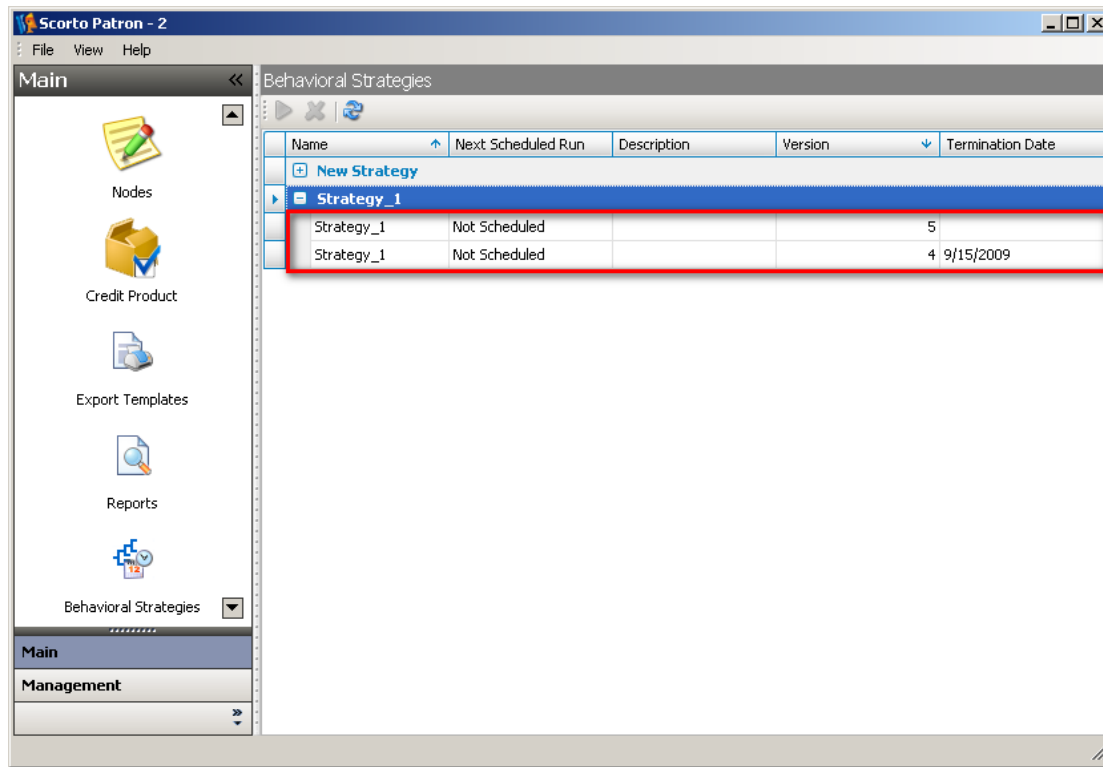 Scorto Patron - 2
File View Help
Main
Behavioral Strategies
Name Next Scheduled Run Description Version Termination Date
New Strategy
Strategy_1
Strategy_1 Not Scheduled 5
Strategy_1 Not Scheduled 4 9/15/2009
Nodes
Credit Product
Export Templates
Reports
12
Behavioral Strategies
Main
Management